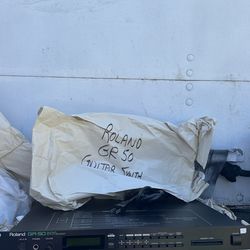 ROLAND
GR 50
GUITAR SYNTH
Roland GR-50